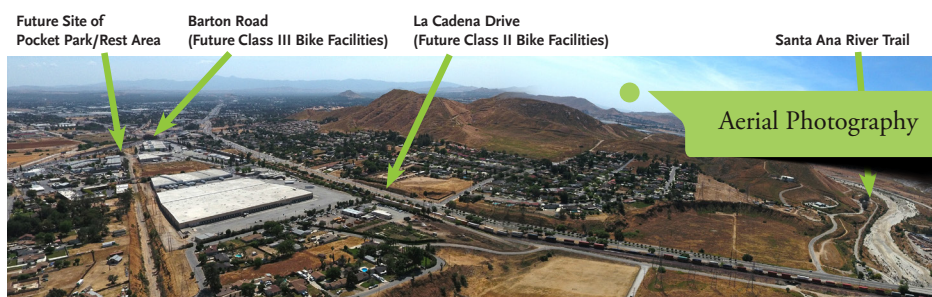 Future Site of
Pocket Park/Rest Area
Barton Road
(Future Class III Bike Facilities)
La Cadena Drive
(Future Class II Bike Facilities)
Santa Ana River Trail
Aerial Photography